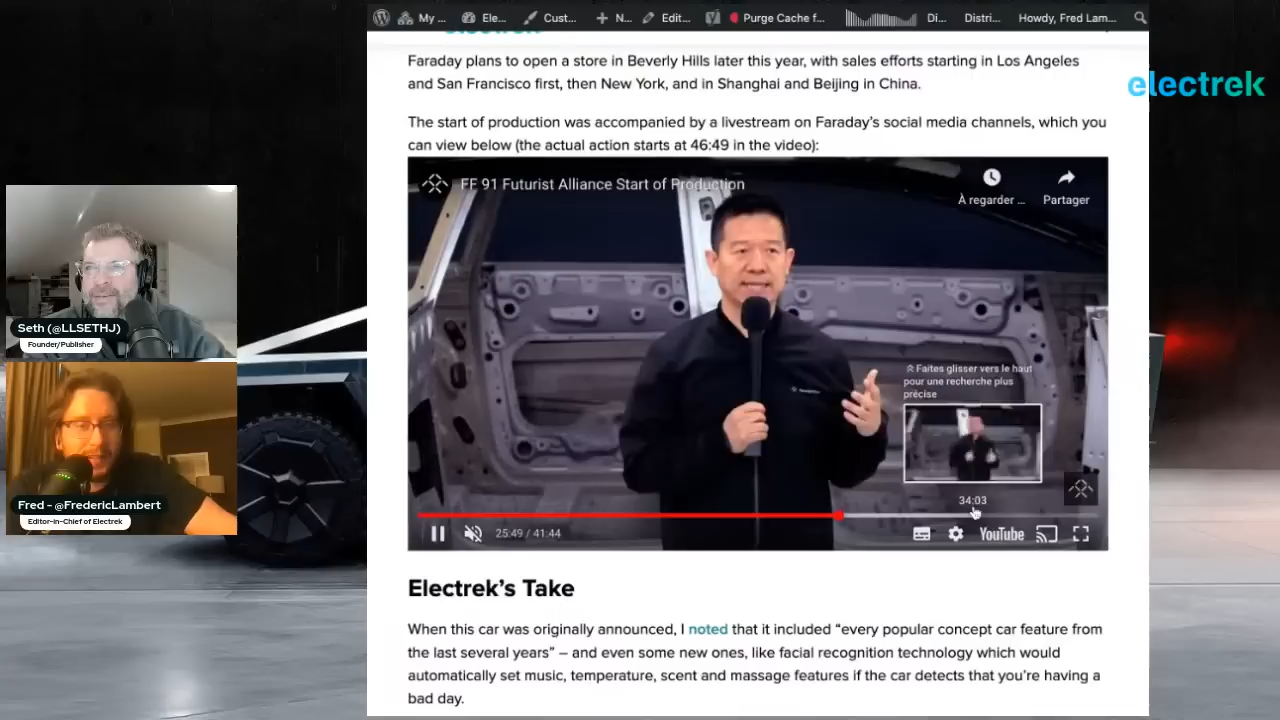 My ...
Ele...
Cust...
N...
Edit...
Purge Cache f...
Di...
Distri...
Howdy, Fred Lam...
electrek
Faraday plans to open a store in Beverly Hills later this year, with sales efforts starting in Los Angeles
and San Francisco first, then New York, and in Shanghai and Beijing in China.
electrek
The start of production was accompanied by a livestream on Faraday's social media channels, which you
can view below (the actual action starts at 46:49 in the video):
FF 91 Futurist Alliance Start of Production
À regarder ...
Partager
Seth (@LLSETHJ)
Founder/Publisher
Faites glisser vers le haut
pour une recherche plus
précise
34:03
25:49 / 41:44
YouTube
Fred - @FredericLambert
Editor-in-Chief of Electrek
Electrek's Take
When this car was originally announced, I noted that it included “every popular concept car feature from
the last several years” – and even some new ones, like facial recognition technology which would
automatically set music, temperature, scent and massage features if the car detects that you're having a
bad day.